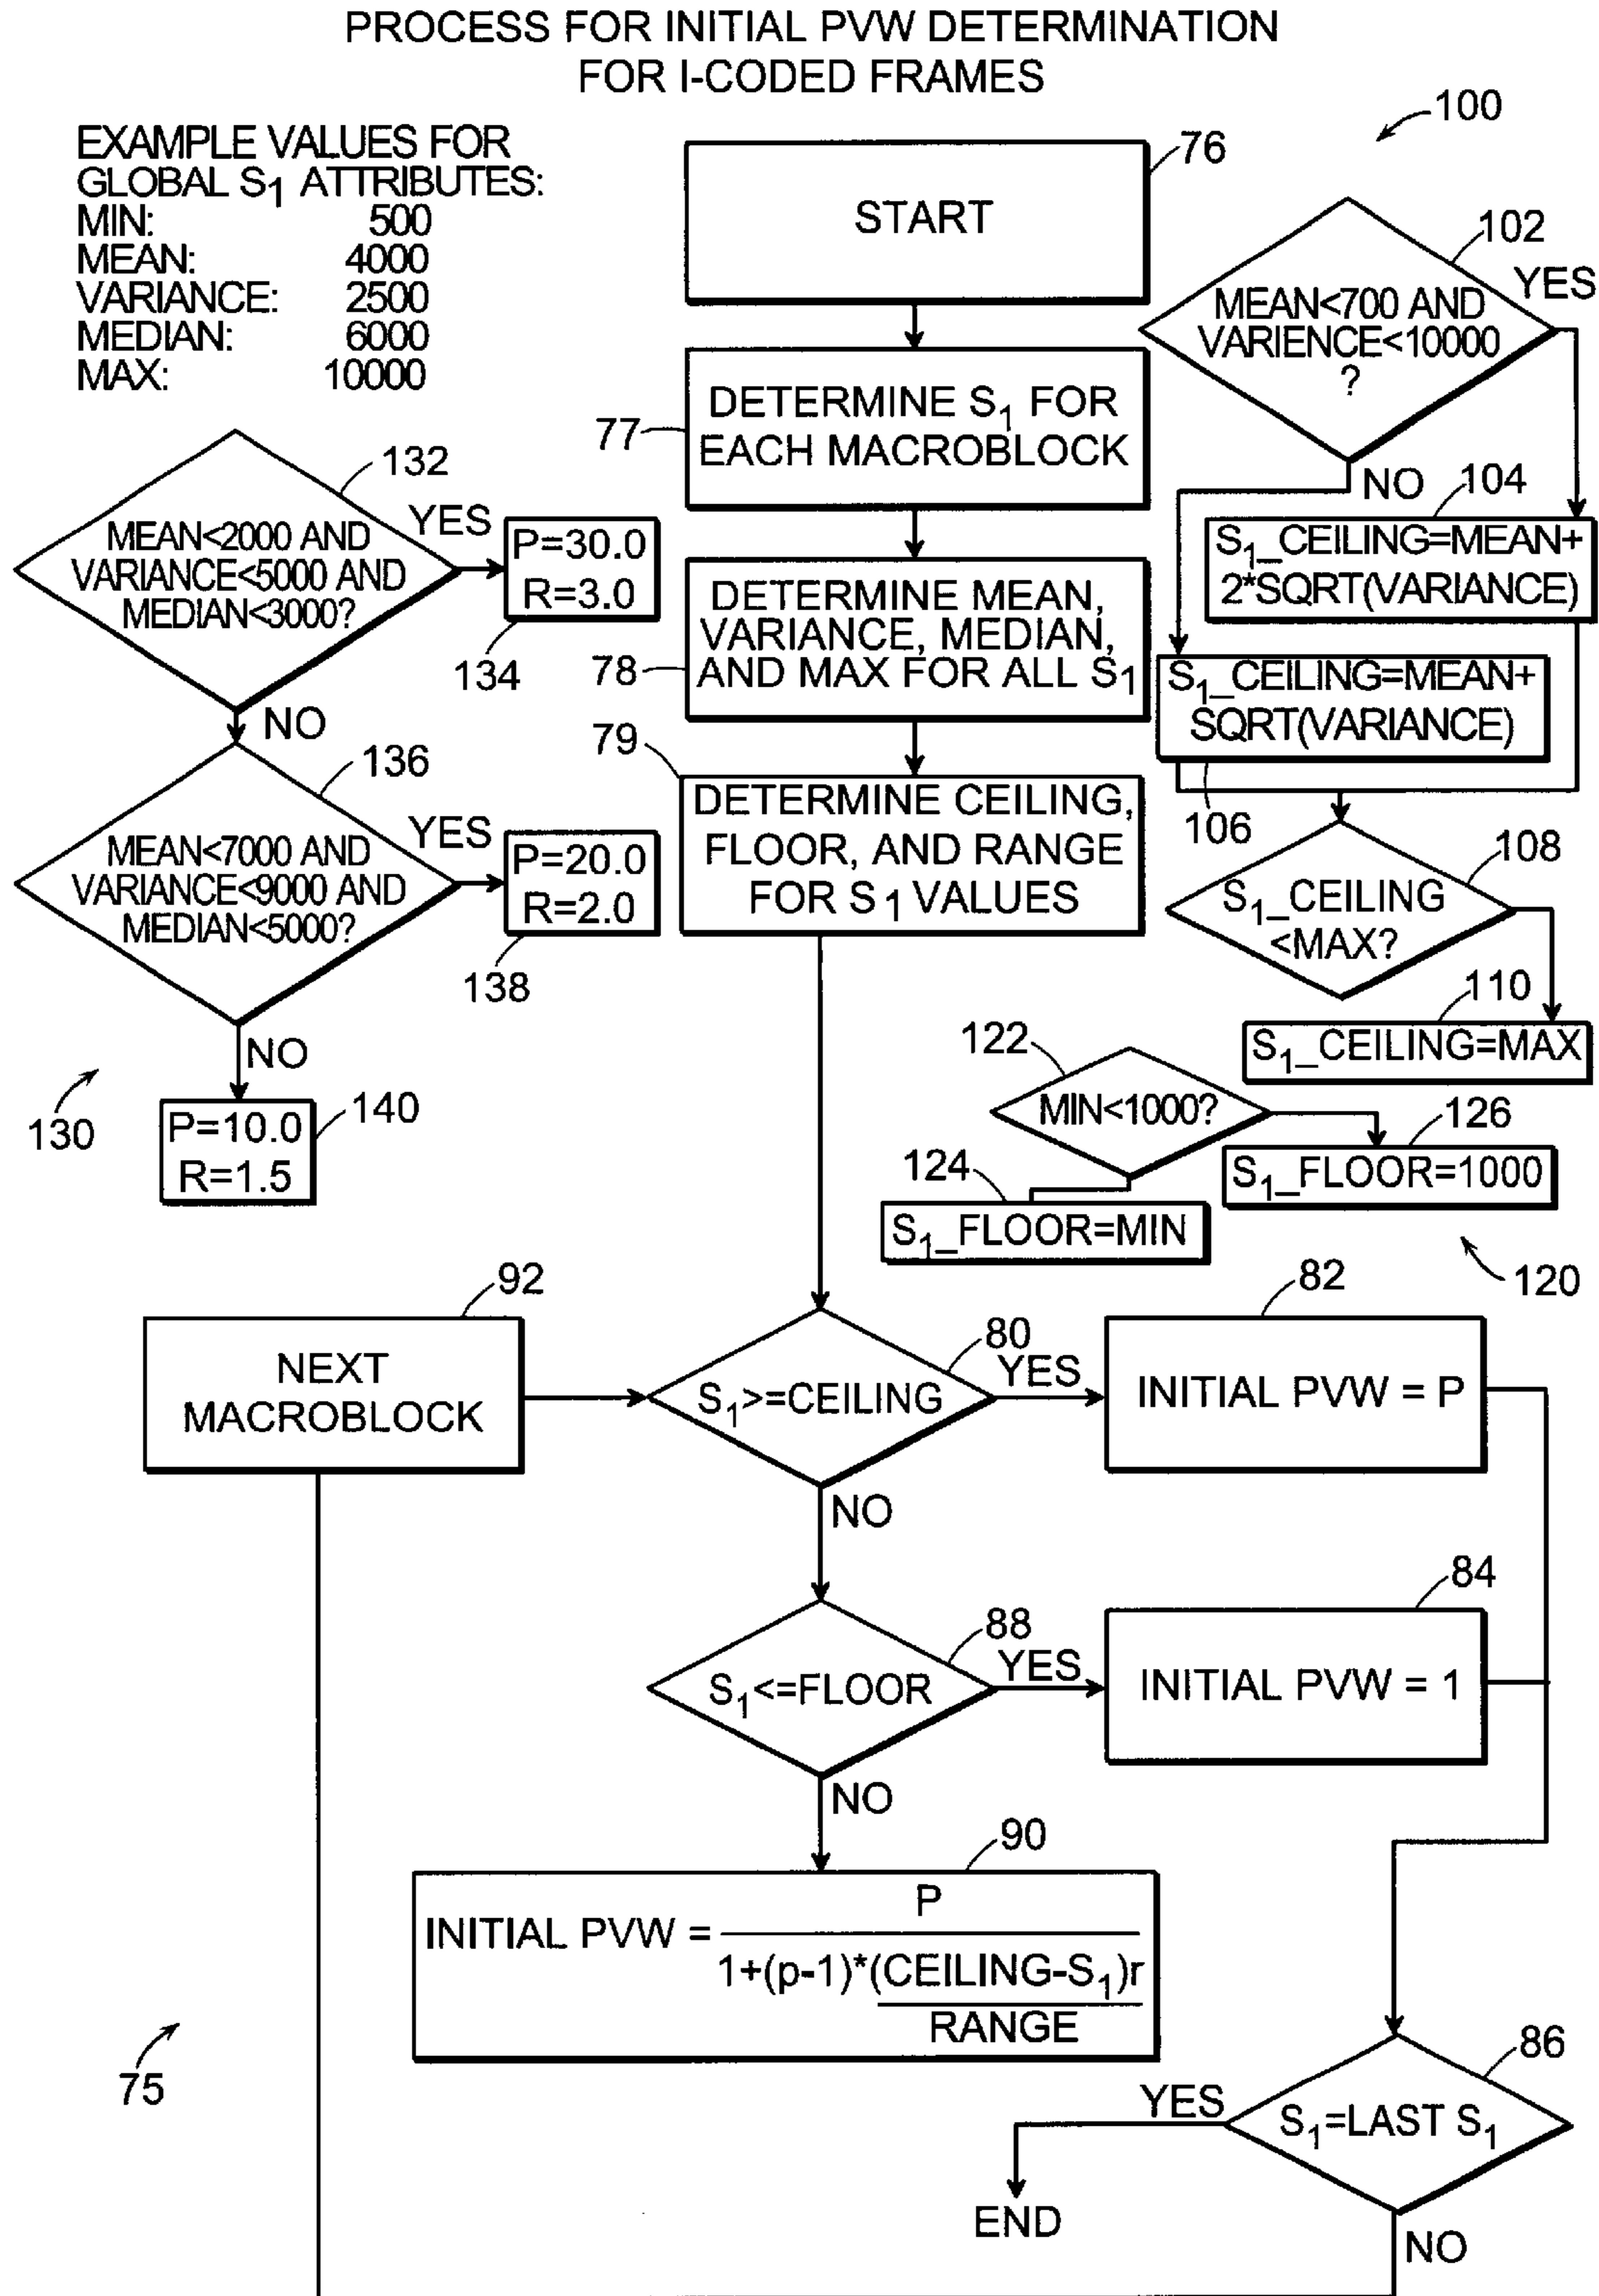 PROCESS FOR INITIAL PVW DETERMINATION
FOR I-CODED FRAMES
100
EXAMPLE VALUES FOR
GLOBAL S1 ATTRIBUTES:
MIN: 500
MEAN: 4000
VARIANCE: 2500
MEDIAN: 6000
MAX: 10000
76
START
102
MEAN<700 AND
VARIENCE<10000
?
YES
NO
77
DETERMINE S1 FOR
EACH MACROBLOCK
104
S1_CEILING=MEAN+
2*SQRT(VARIANCE)
132
MEAN<2000 AND
VARIANCE<5000 AND
MEDIAN<3000?
YES
P=30.0
R=3.0
134
NO
78
DETERMINE MEAN,
VARIANCE, MEDIAN,
AND MAX FOR ALL S1
S1_CEILING=MEAN+
SQRT(VARIANCE)
106
136
MEAN<7000 AND
VARIANCE<9000 AND
MEDIAN<5000?
YES
P=20.0
R=2.0
138
NO
79
DETERMINE CEILING,
FLOOR, AND RANGE
FOR S1 VALUES
108
S1_CEILING
<MAX?
110
S1_CEILING=MAX
130
P=10.0
R=1.5
140
122
MIN<1000?
126
S1_FLOOR=1000
124
S1_FLOOR=MIN
120
92
NEXT
MACROBLOCK
80
S1>=CEILING
YES
82
INITIAL PVW = P
NO
88
S1<=FLOOR
YES
84
INITIAL PVW = 1
NO
90
P
INITIAL PVW =
1+(p-1)*(CEILING-S1)r
RANGE
75
86
S1=LAST S1
YES
END
NO